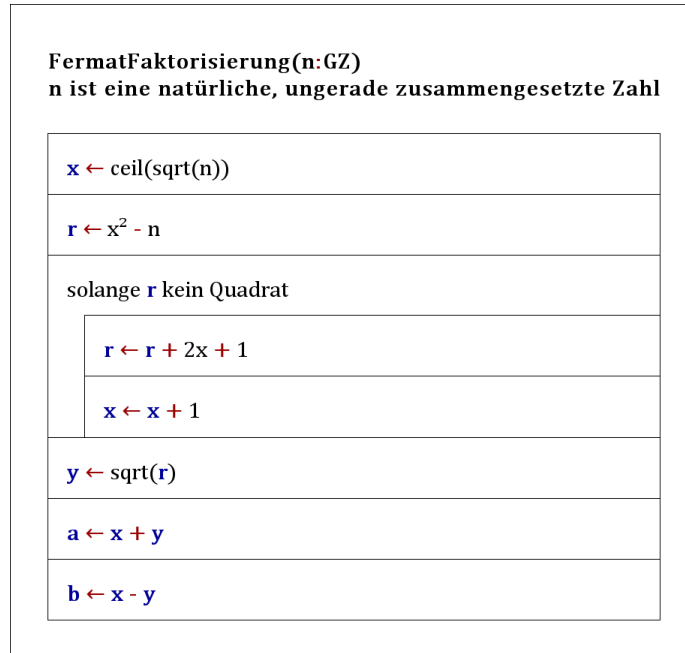 FermatFaktorisierung(n:GZ)
n ist eine natürliche, ungerade zusammengesetzte Zahl
x ← ceil(sqrt(n))
r ← x² - n
solange r kein Quadrat
r ← r + 2x + 1
x ← x + 1
y ← sqrt(r)
a ← x + y
b ← x - y